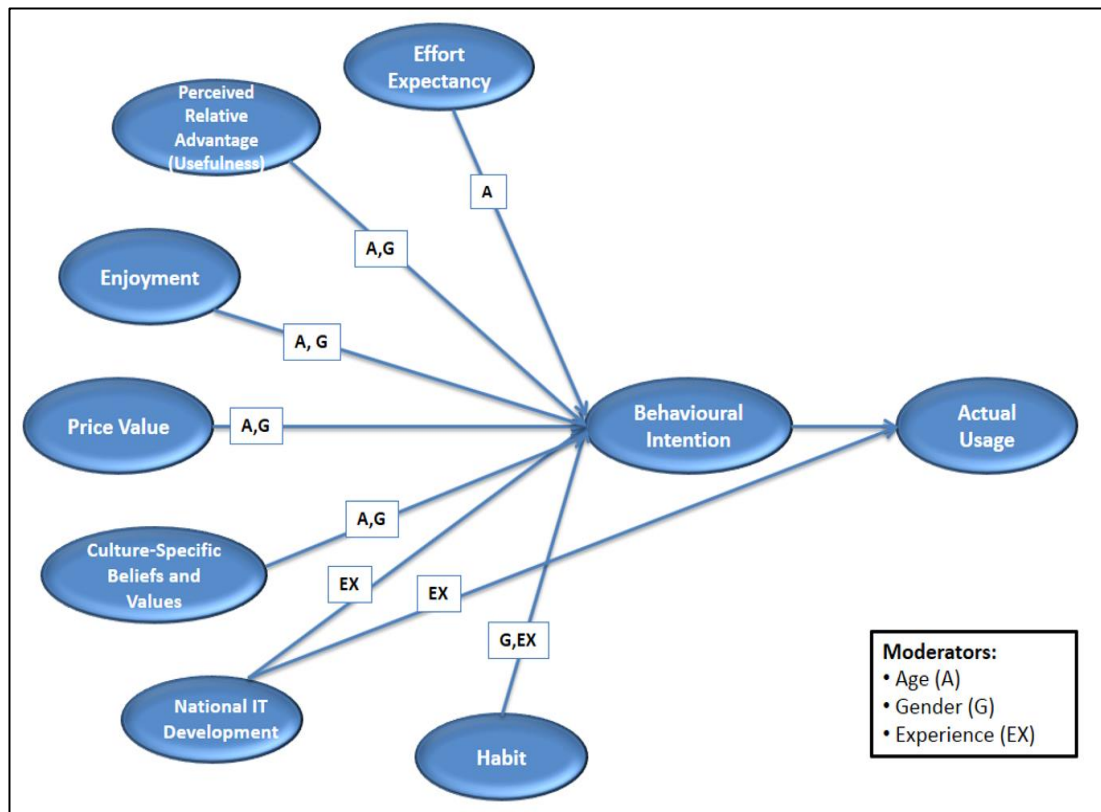 Effort
Expectancy
Perceived
Relative
Advantage
(Usefulness)
A
A,G
Enjoyment
A, G
Price Value
A,G
Behavioural
Intention
Actual
Usage
A,G
Culture-Specific
Beliefs and
Values
EX
EX
G,EX
National IT
Development
Habit
Moderators:
• Age (A)
• Gender (G)
• Experience (EX)